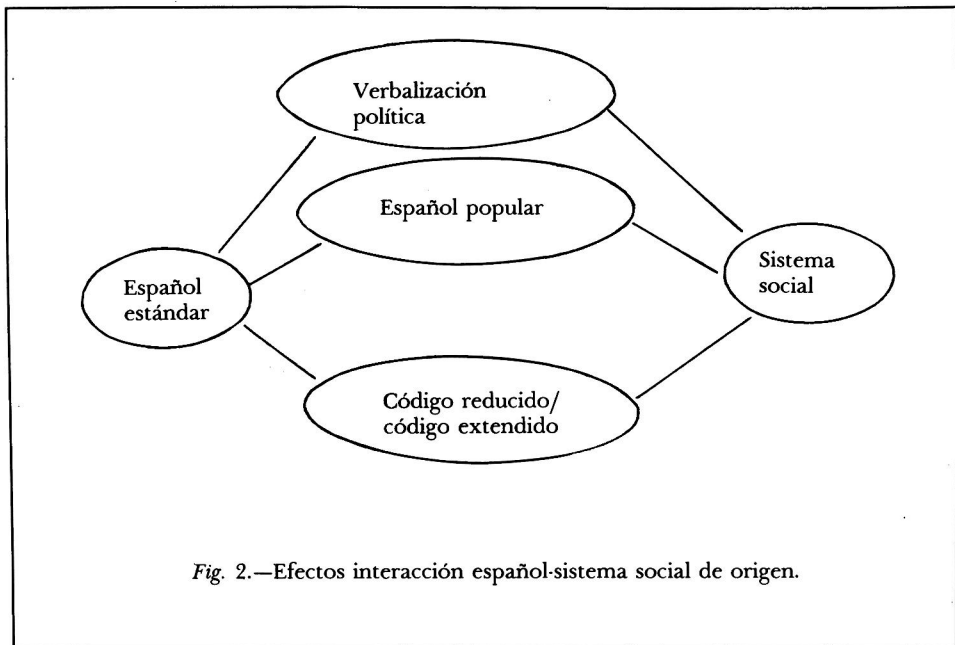 Verbalización
política
Español popular
Español
estándar
Sistema
social
Código reducido/
código extendido
Fig. 2.—Efectos interacción español-sistema social de origen.